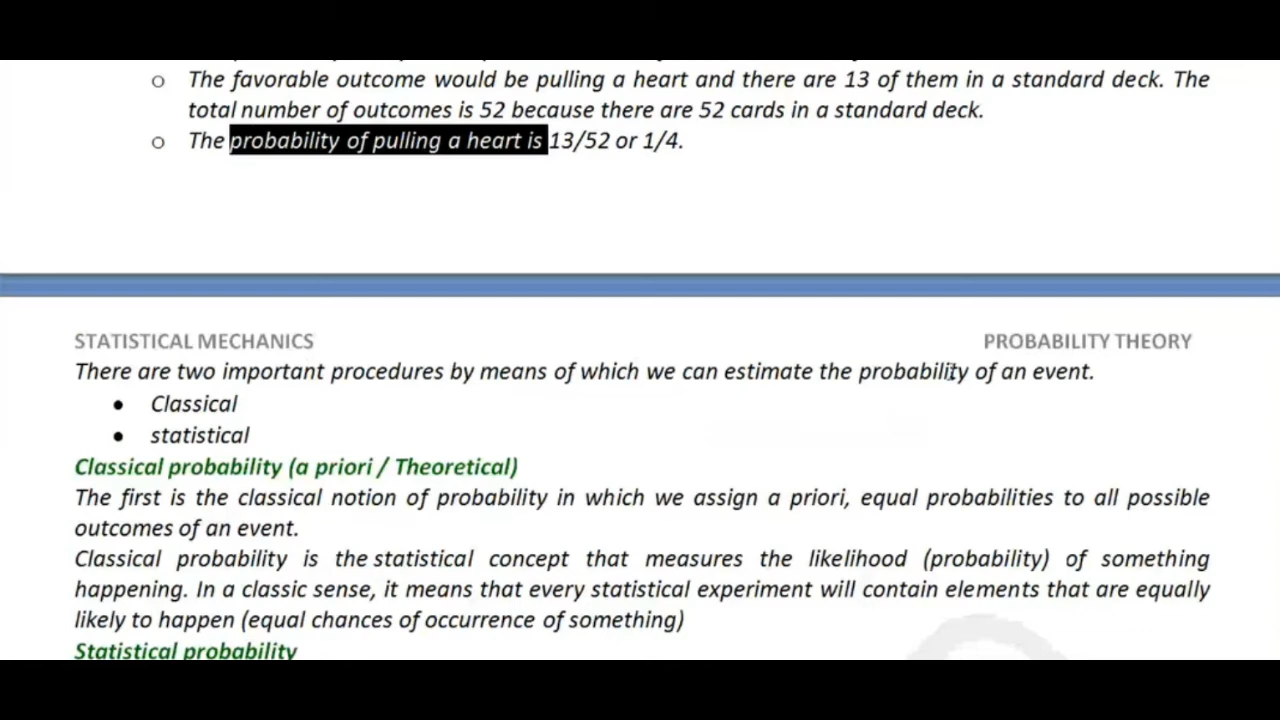 o The favorable outcome would be pulling a heart and there are 13 of them in a standard deck. The
total number of outcomes is 52 because there are 52 cards in a standard deck.
o The probability of pulling a heart is 13/52 or 1/4.
STATISTICAL MECHANICS PROBABILITY THEORY
There are two important procedures by means of which we can estimate the probability of an event.
• Classical
• statistical
Classical probability (a priori / Theoretical)
The first is the classical notion of probability in which we assign a priori, equal probabilities to all possible
outcomes of an event.
Classical probability is the statistical concept that measures the likelihood (probability) of something
happening. In a classic sense, it means that every statistical experiment will contain elements that are equally
likely to happen (equal chances of occurrence of something)
Statistical probability